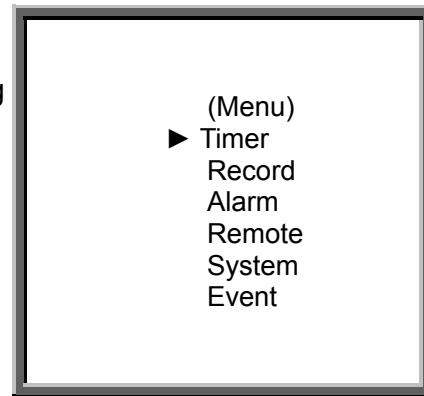 (Menu)
► Timer
Record
Alarm
Remote
System
Event